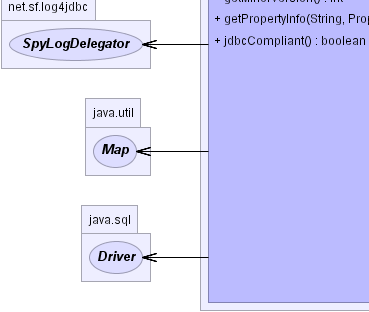 net.sf.log4jdbc
SpyLogDelegator
java.util
Map
java.sql
Driver
+ getPropertyInfo(String, Prop
+ jdbcCompliant() : boolean